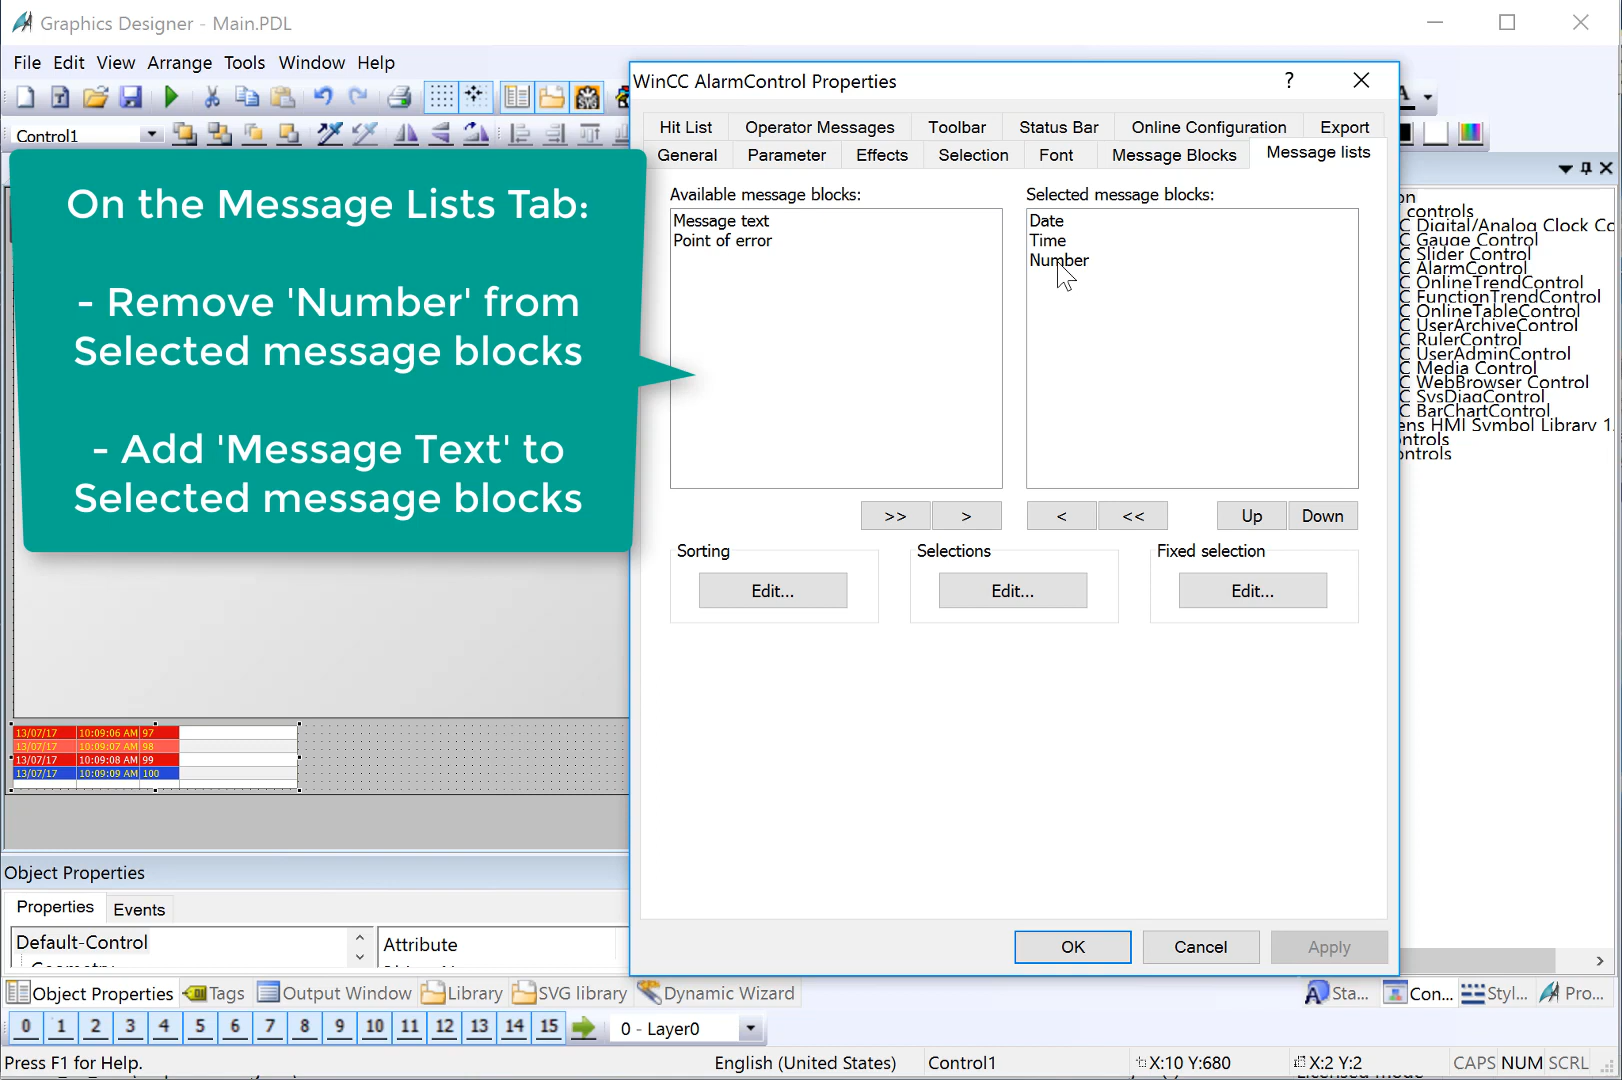 Graphics Designer - Main.PDL
File Edit View Arrange Tools Window Help
Control1
On the Message Lists Tab:
- Remove 'Number' from
Selected message blocks
- Add 'Message Text' to
Selected message blocks
WinCC AlarmControl Properties
Hit List Operator Messages Toolbar Status Bar Online Configuration Export
General Parameter Effects Selection Font Message Blocks Message lists
Available message blocks:
Message text
Point of error
Selected message blocks:
Date
Time
Number
>> > < << Up Down
Sorting Selections Fixed selection
Edit... Edit... Edit...
OK Cancel Apply
controls
C Digital/Analog Clock Co
C Gauge Control
C Slider Control
C AlarmControl
C OnlineTrendControl
C FunctionTrendControl
C OnlineTableControl
C UserArchiveControl
C RulerControl
C UserAdminControl
C Media Control
C WebBrowser Control
C SysDiagControl
C BarChartControl
ens HMI Symbol Library 1.
ontrols
ontrols
13/07/17 10:09:06 AM 97
13/07/17 10:09:07 AM 98
13/07/17 10:09:08 AM 99
13/07/17 10:09:09 AM 100
Object Properties
Properties Events
Default-Control
Attribute
Object Properties Tags Output Window Library SVG library Dynamic Wizard Sta... Con... Styl... Pro...
0 1 2 3 4 5 6 7 8 9 10 11 12 13 14 15 0 - Layer0
Press F1 for Help. English (United States) Control1 X:10 Y:680 X:2 Y:2 CAPS NUM SCRL